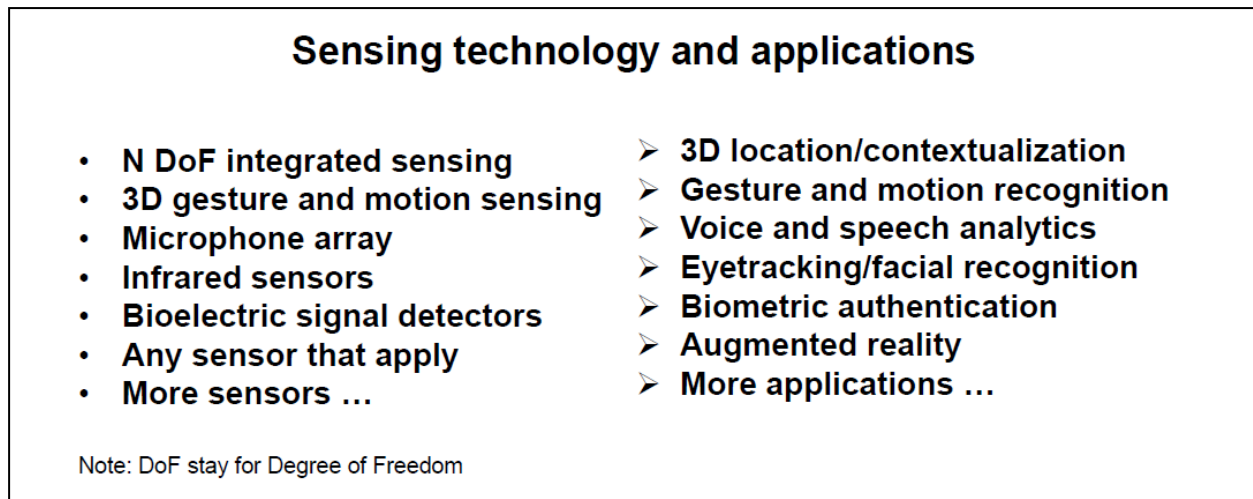 Sensing technology and applications
• N DoF integrated sensing
• 3D gesture and motion sensing
• Microphone array
• Infrared sensors
• Bioelectric signal detectors
• Any sensor that apply
• More sensors …
➢ 3D location/contextualization
➢ Gesture and motion recognition
➢ Voice and speech analytics
➢ Eyetracking/facial recognition
➢ Biometric authentication
➢ Augmented reality
➢ More applications …
Note: DoF stay for Degree of Freedom